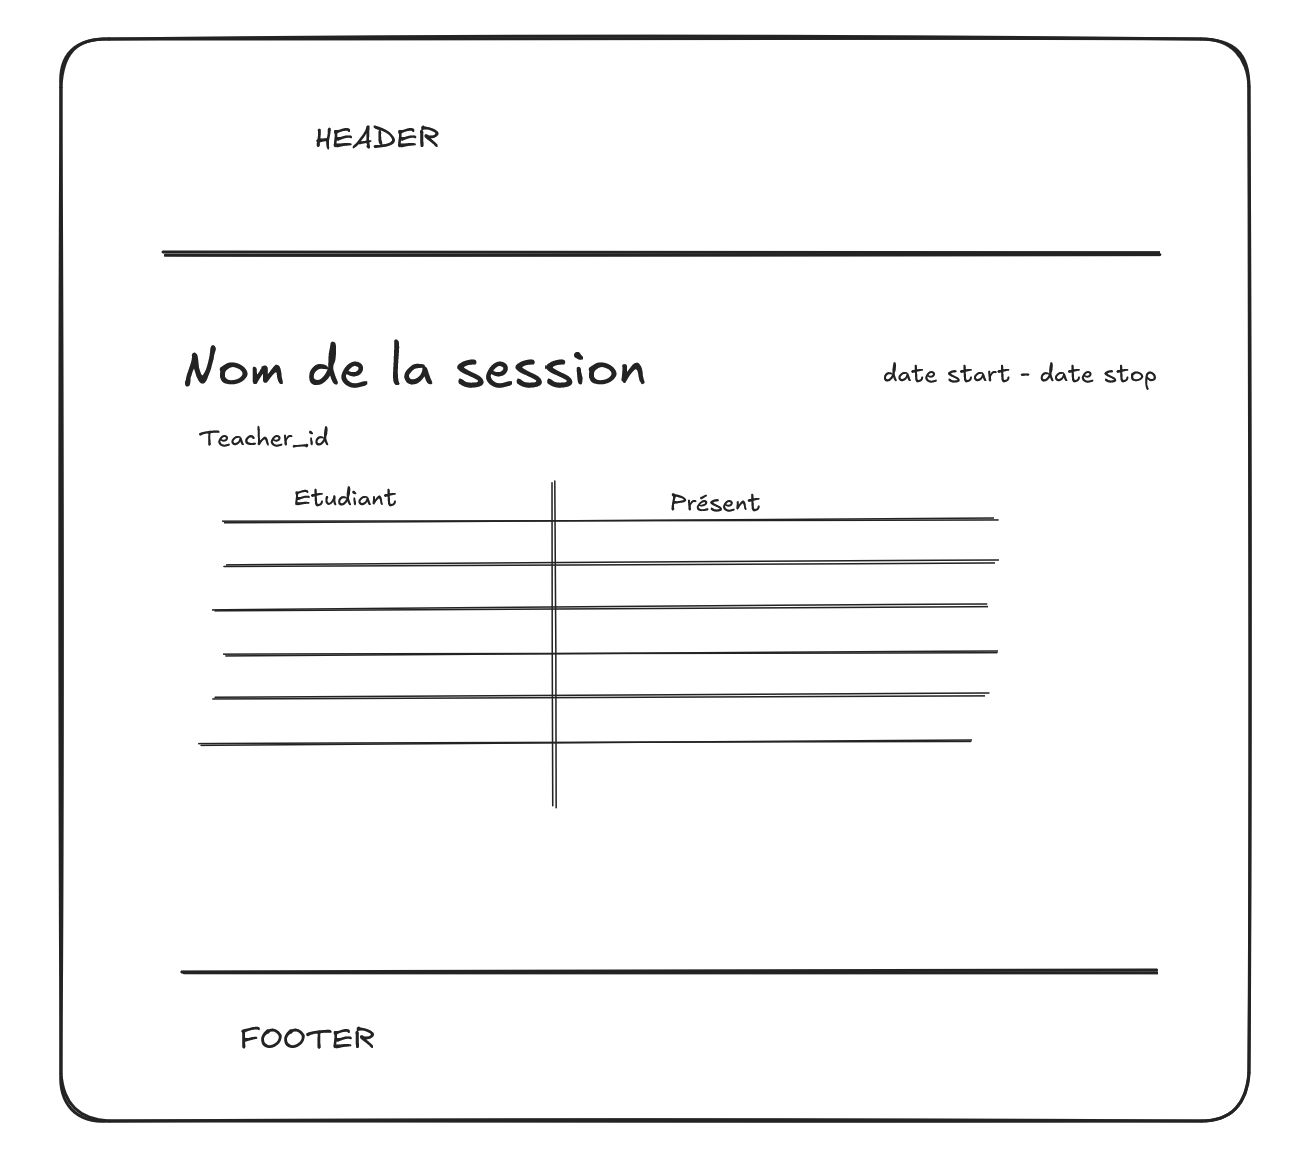 HEADER
Nom de la session
date start - date stop
Teacher_id
Etudiant
Présent
FOOTER